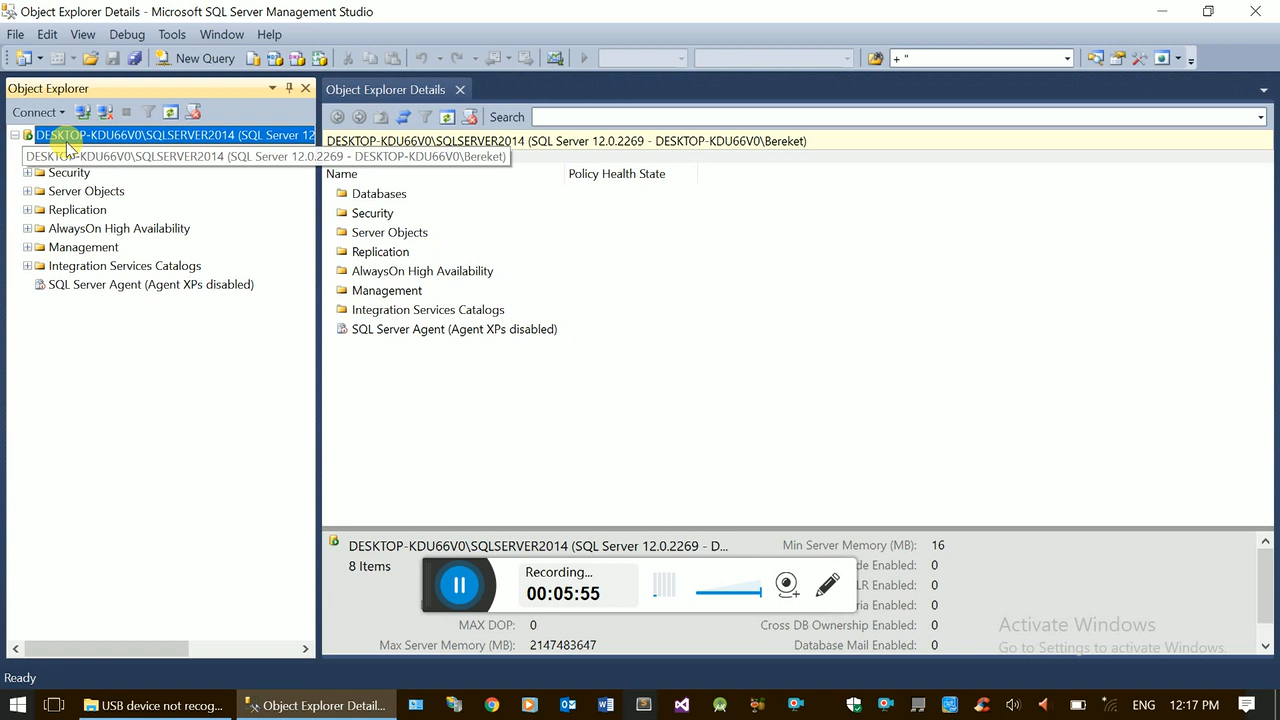 Object Explorer Details - Microsoft SQL Server Management Studio
File Edit View Debug Tools Window Help
New Query
+ "
Object Explorer
Connect
DESKTOP-KDU66V0\SQLSERVER2014 (SQL Server 12
DESKTOP-KDU66V0\SQLSERVER2014 (SQL Server 12.0.2269 - DESKTOP-KDU66V0\Bereket)
Security
Server Objects
Replication
AlwaysOn High Availability
Management
Integration Services Catalogs
SQL Server Agent (Agent XPs disabled)
Object Explorer Details
Search
DESKTOP-KDU66V0\SQLSERVER2014 (SQL Server 12.0.2269 - DESKTOP-KDU66V0\Bereket)
Name Policy Health State
Databases
Security
Server Objects
Replication
AlwaysOn High Availability
Management
Integration Services Catalogs
SQL Server Agent (Agent XPs disabled)
DESKTOP-KDU66V0\SQLSERVER2014 (SQL Server 12.0.2269 - D... Min Server Memory (MB): 16
8 Items de Enabled: 0
Recording...
00:05:55
LR Enabled: 0
ria Enabled: 0
MAX DOP: 0 Cross DB Ownership Enabled: 0
Max Server Memory (MB): 2147483647 Database Mail Enabled: 0
Activate Windows
Go to Settings to activate Windows.
Ready
USB device not recog... Object Explorer Detail... ENG 12:17 PM